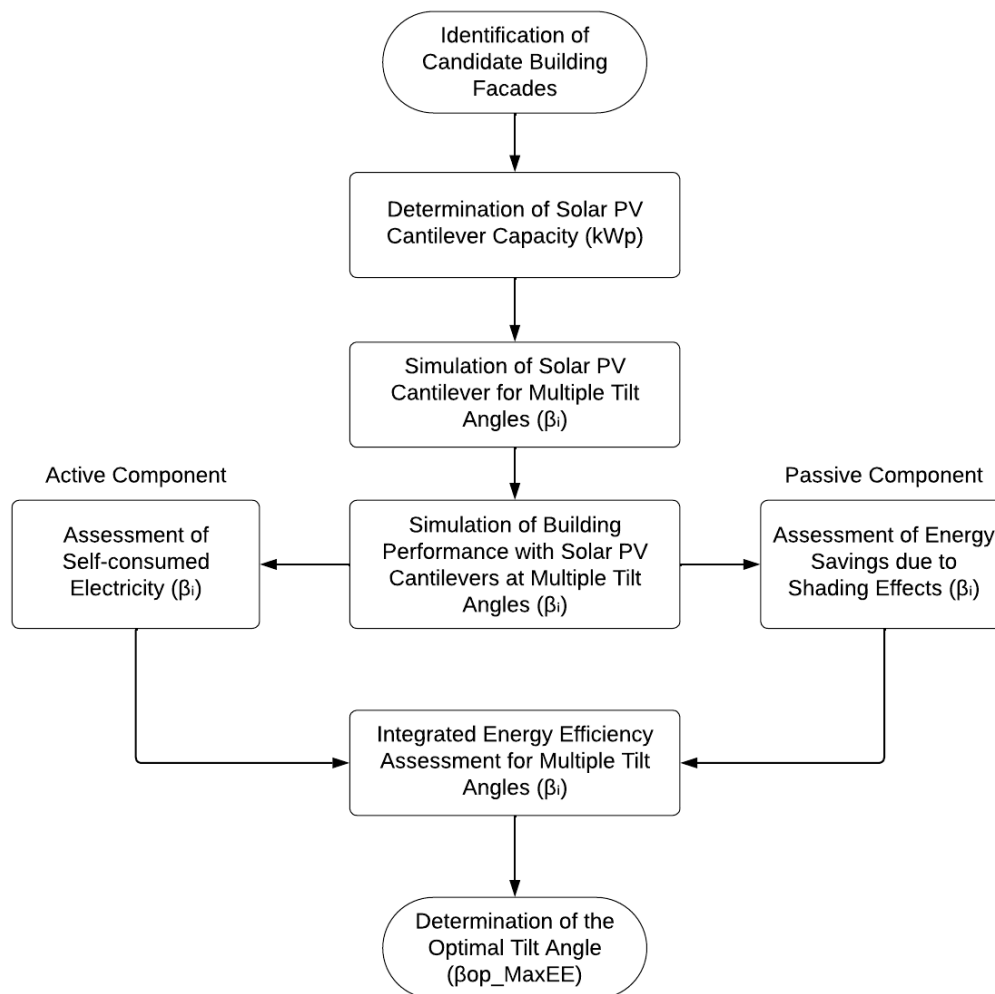 Identification of
Candidate Building
Facades
Determination of Solar PV
Cantilever Capacity (kWp)
Simulation of Solar PV
Cantilever for Multiple Tilt
Angles (βᵢ)
Active Component
Passive Component
Assessment of
Self-consumed
Electricity (βᵢ)
Simulation of Building
Performance with Solar PV
Cantilevers at Multiple Tilt
Angles (βᵢ)
Assessment of Energy
Savings due to
Shading Effects (βᵢ)
Integrated Energy Efficiency
Assessment for Multiple Tilt
Angles (βᵢ)
Determination of the
Optimal Tilt Angle
(βop_MaxEE)